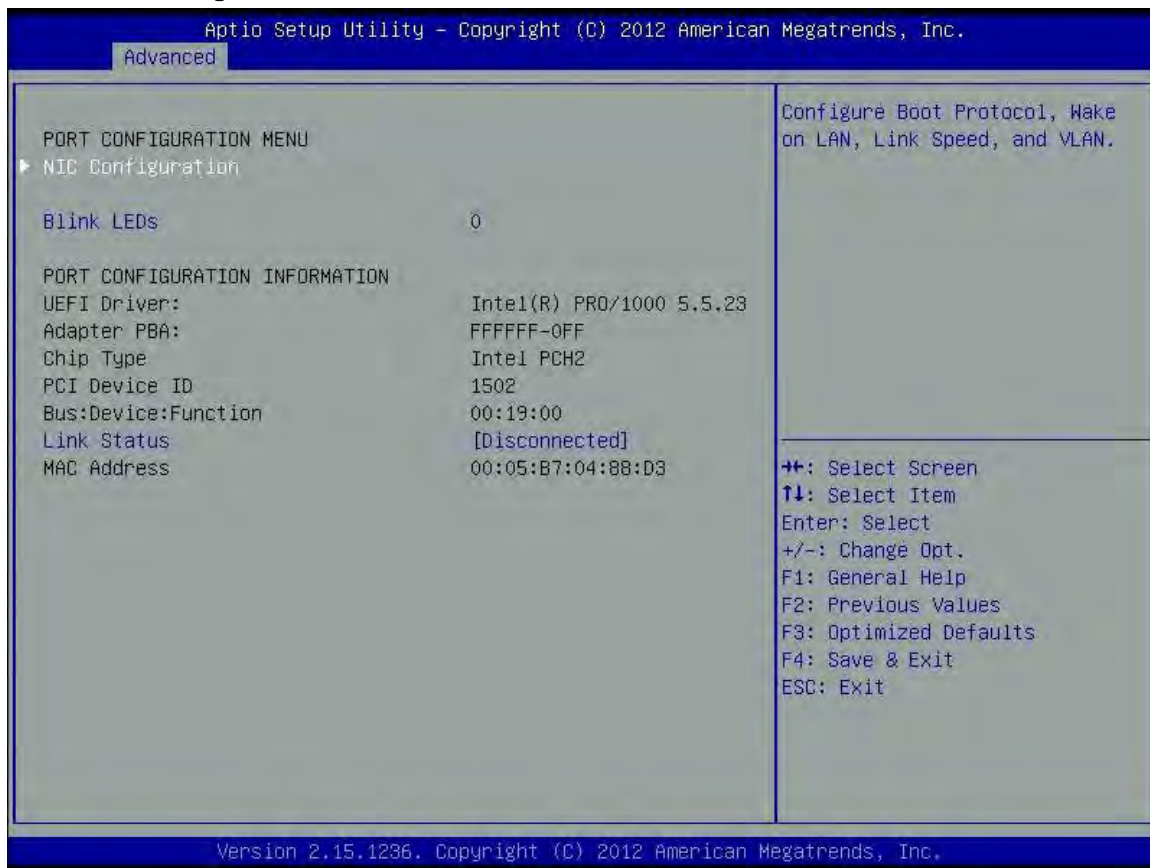 Aptio Setup Utility – Copyright (C) 2012 American Megatrends, Inc.
Advanced
PORT CONFIGURATION MENU
► NIC Configuration
Blink LEDs 0
PORT CONFIGURATION INFORMATION
UEFI Driver: Intel(R) PRO/1000 5.5.23
Adapter PBA: FFFFFF-0FF
Chip Type Intel PCH2
PCI Device ID 1502
Bus:Device:Function 00:19:00
Link Status [Disconnected]
MAC Address 00:05:B7:04:88:D3
Configure Boot Protocol, Wake
on LAN, Link Speed, and VLAN.
→←: Select Screen
↑↓: Select Item
Enter: Select
+/-: Change Opt.
F1: General Help
F2: Previous Values
F3: Optimized Defaults
F4: Save & Exit
ESC: Exit
Version 2.15.1236. Copyright (C) 2012 American Megatrends, Inc.